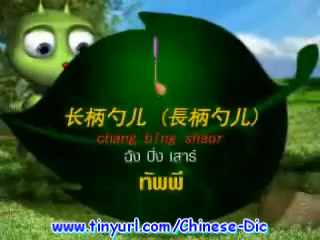 长柄勺儿 (長柄勺儿)
chang bing shaor
ฉัง ปิ่ง เสาร์
ทัพพี
www.tinyurl.com/Chinese-Dic